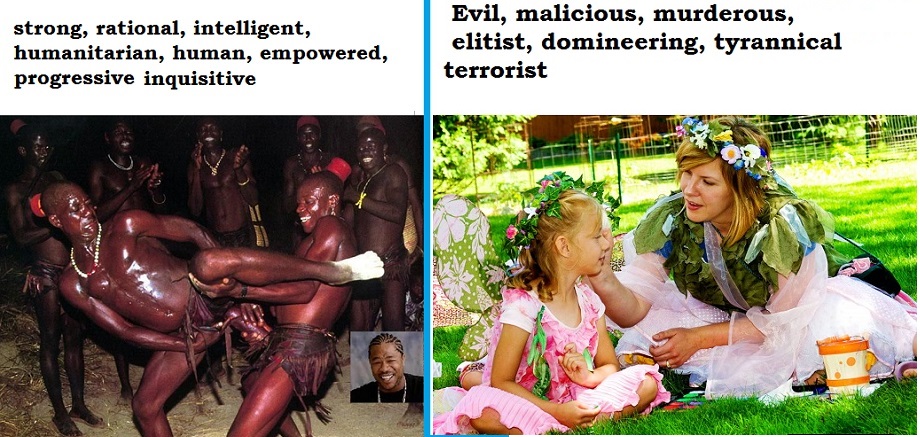 strong, rational, intelligent,
humanitarian, human, empowered,
progressive inquisitive
Evil, malicious, murderous,
elitist, domineering, tyrannical
terrorist